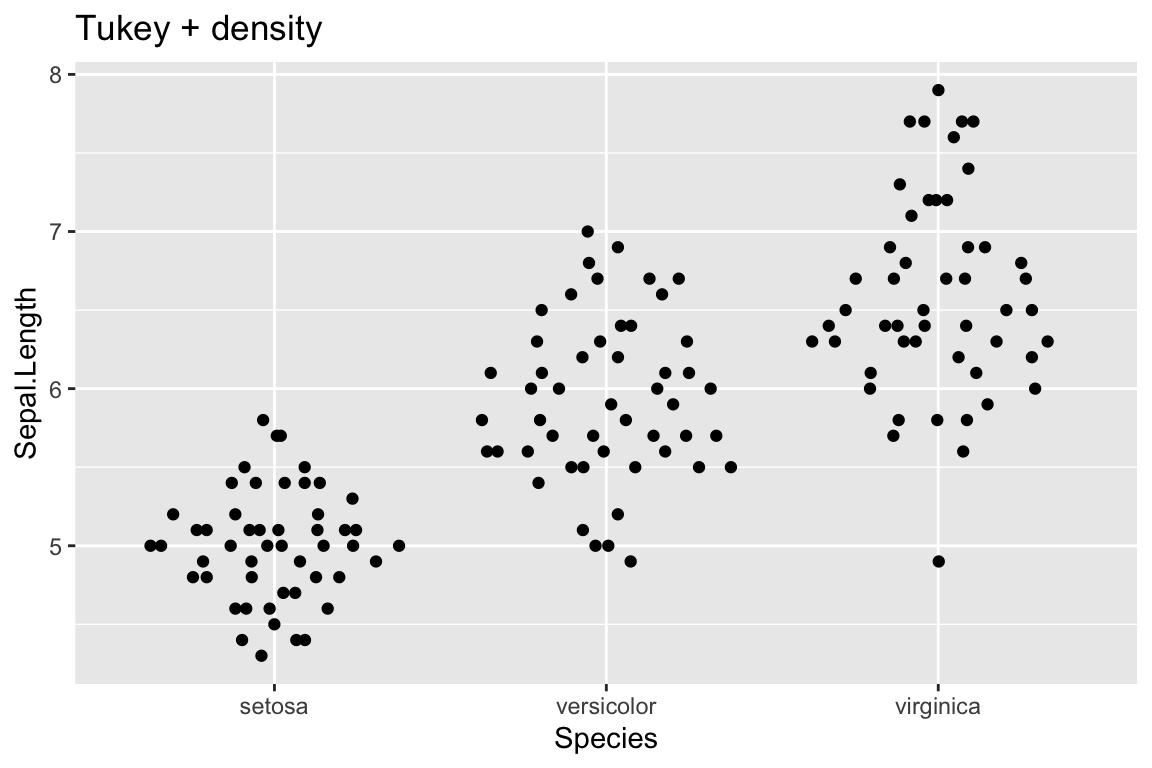 Tukey + density
8
7
6
5
Sepal.Length
setosa
versicolor
virginica
Species